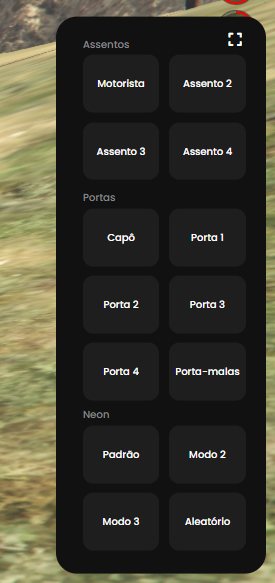 Assentos
Motorista
Assento 2
Assento 3
Assento 4
Portas
Capô
Porta 1
Porta 2
Porta 3
Porta 4
Porta-malas
Neon
Padrão
Modo 2
Modo 3
Aleatório